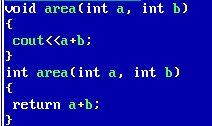 void area(int a, int b)
{
cout<<a+b;
}
int area(int a, int b)
{
return a+b;
}